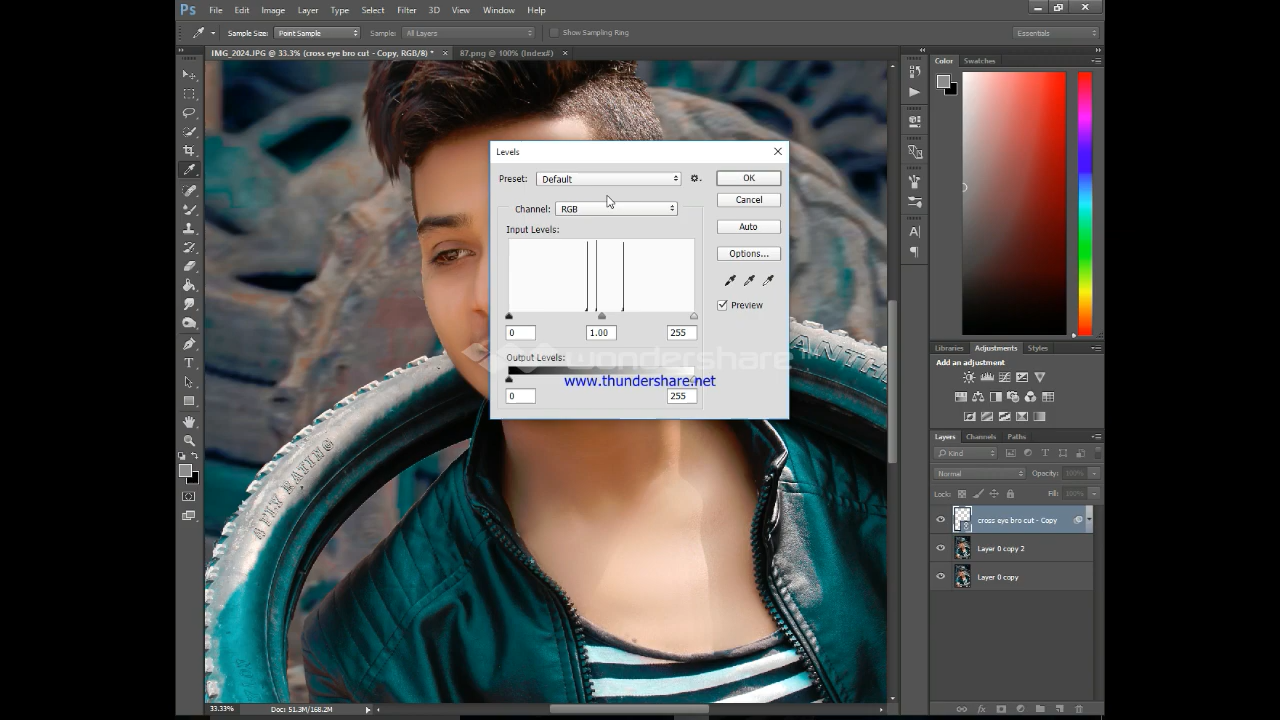 Ps File Edit Image Layer Type Select Filter 3D View Window Help
Sample Size: Point Sample Sample: All Layers Show Sampling Ring Essentials
IMG_2024.JPG @ 33.3% (cross eye bro cut - Copy, RGB/8) * × 87.png @ 100% (Index#) ×
Color Swatches
Levels
Preset: Default
OK
Cancel
Channel: RGB
Auto
Input Levels:
Options...
Preview
0 1.00 255
wondershare™
Output Levels:
www.thundershare.net
0 255
4 PLY RATING
Libraries Adjustments Styles
Add an adjustment
Layers Channels Paths
Kind
Normal Opacity: 100%
Lock: Fill: 100%
cross eye bro cut - Copy
Layer 0 copy 2
Layer 0 copy
33.33% Doc: 51.3M/168.2M